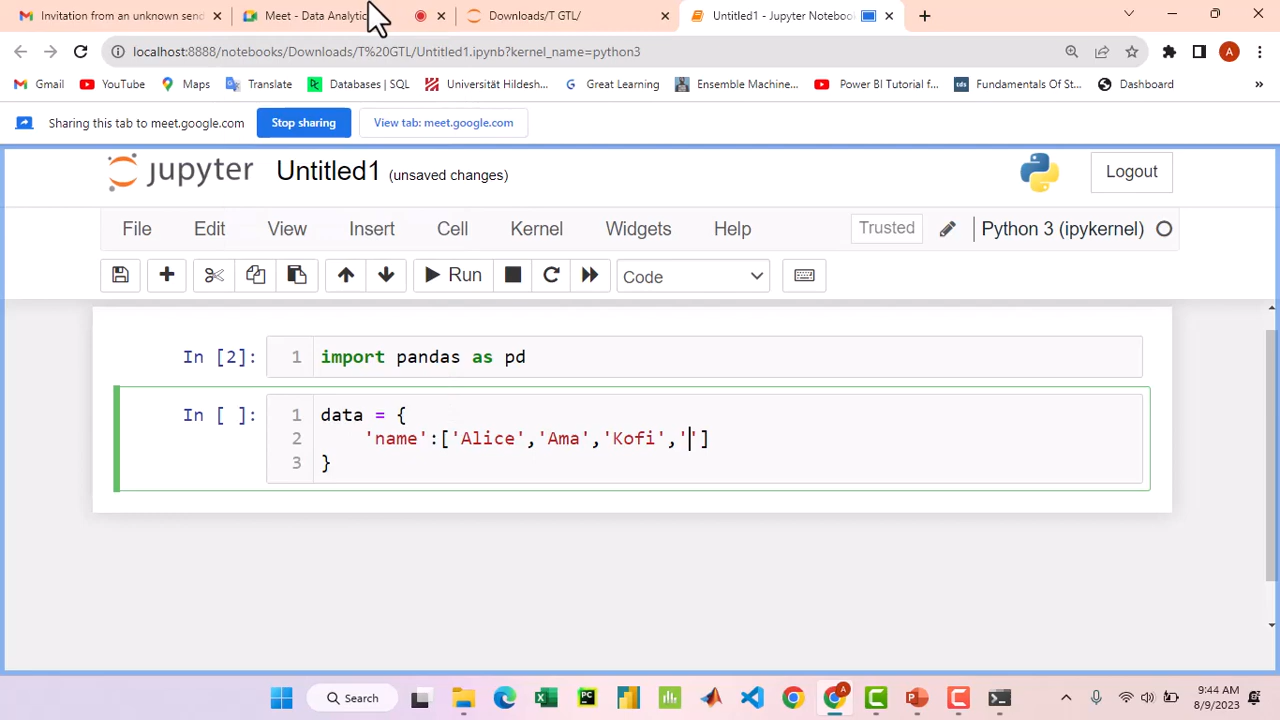 Invitation from an unknown send
Meet - Data Analytic
Downloads/T GTL/
Untitled1 - Jupyter Notebook
localhost:8888/notebooks/Downloads/T%20GTL/Untitled1.ipynb?kernel_name=python3
A
Gmail
YouTube
Maps
Translate
Databases | SQL
Universität Hildesh...
Great Learning
Ensemble Machine...
Power BI Tutorial f...
Fundamentals Of St...
Dashboard
»
Sharing this tab to meet.google.com
Stop sharing
View tab: meet.google.com
jupyter
Untitled1
(unsaved changes)
Logout
File
Edit
View
Insert
Cell
Kernel
Widgets
Help
Trusted
Python 3 (ipykernel)
Run
Code
In [2]:
1 import pandas as pd
In [ ]:
1 data = {
2 'name':['Alice','Ama','Kofi','']
3 }
Search
9:44 AM
8/9/2023